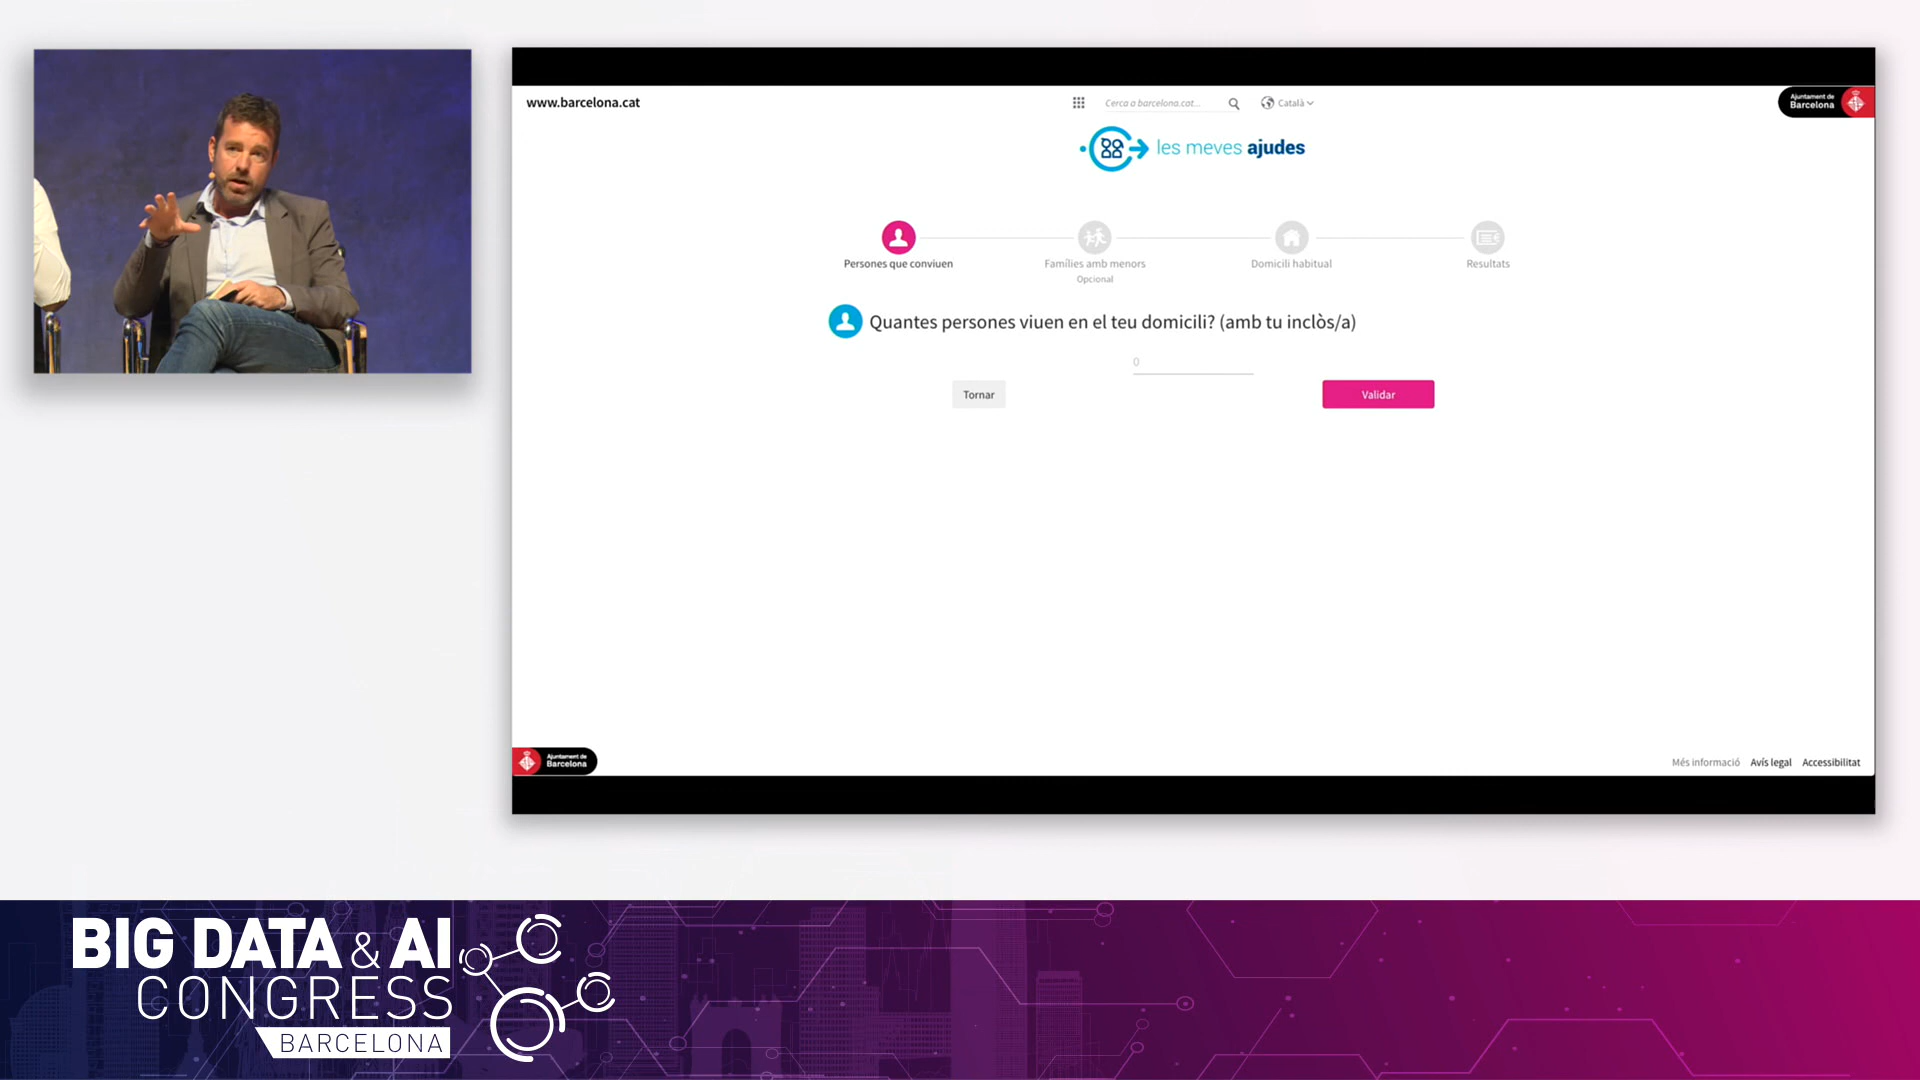 www.barcelona.cat
Cerca a barcelona.cat...
Català
Ajuntament de
Barcelona
les meves ajudes
Persones que conviuen
Famílies amb menors
Opcional
Domicili habitual
Resultats
Quantes persones viuen en el teu domicili? (amb tu inclòs/a)
0
Tornar
Validar
Ajuntament de
Barcelona
Més informació
Avís legal
Accessibilitat
BIG DATA & AI
CONGRESS
BARCELONA